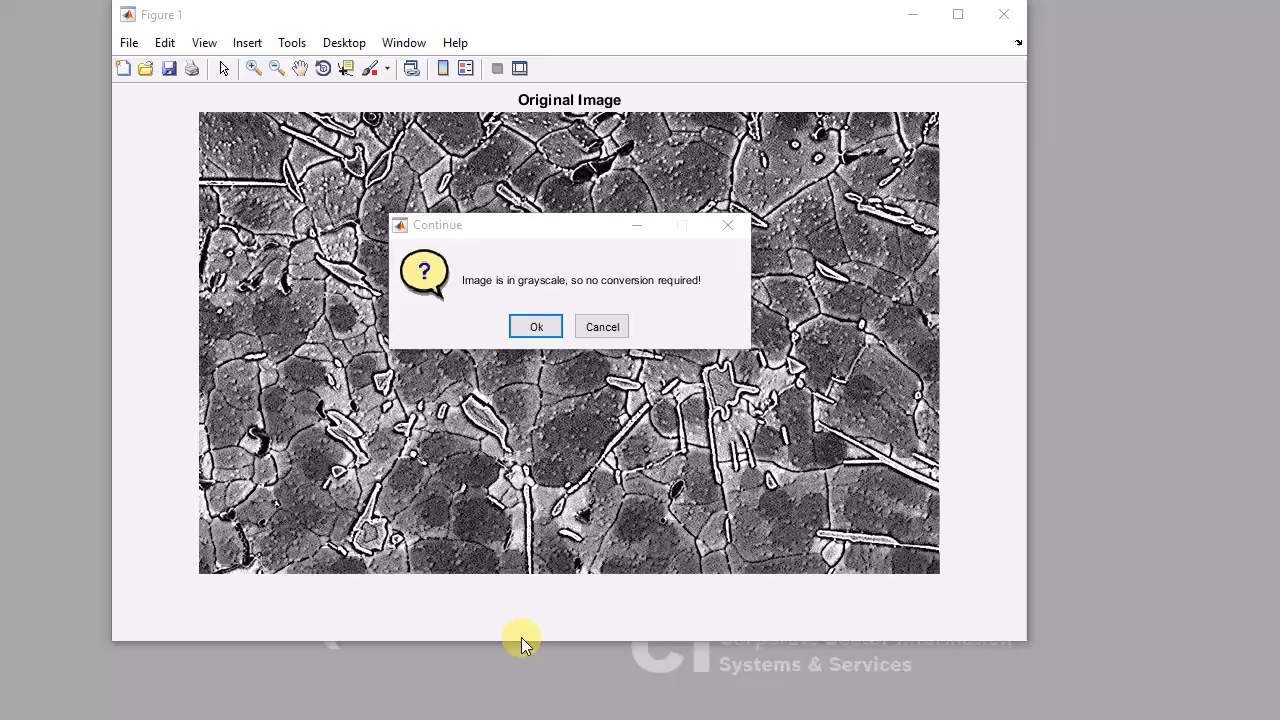 Figure 1
File Edit View Insert Tools Desktop Window Help
Original Image
Continue
?
Image is in grayscale, so no conversion required!
Ok Cancel
Systems & Services